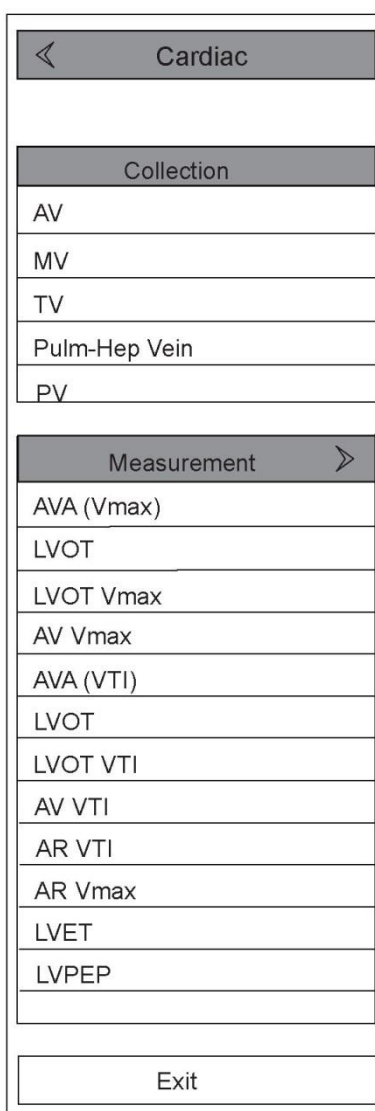 Cardiac
Collection
AV
MV
TV
Pulm-Hep Vein
PV
Measurement
AVA (Vmax)
LVOT
LVOT Vmax
AV Vmax
AVA (VTI)
LVOT
LVOT VTI
AV VTI
AR VTI
AR Vmax
LVET
LVPEP
Exit